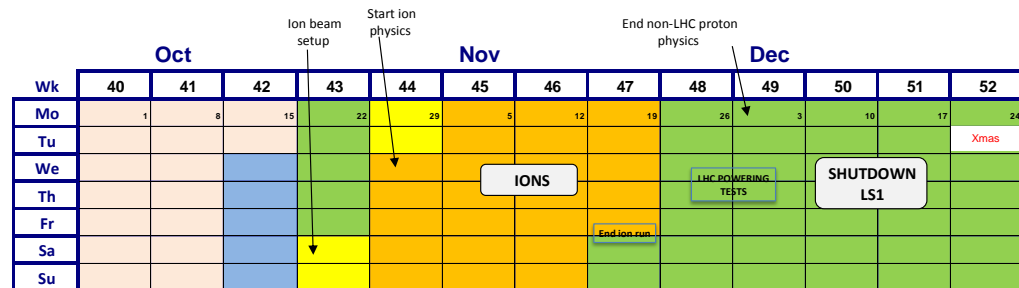 Ion beam
setup
Start ion
physics
End non-LHC proton
physics
Oct Nov Dec
Wk 40 41 42 43 44 45 46 47 48 49 50 51 52
Mo 1 8 15 22 29 5 12 19 26 3 10 17 24
Tu Xmas
We
IONS
LHC POWERING
TESTS
SHUTDOWN
LS1
Th
Fr
End ion run
Sa
Su